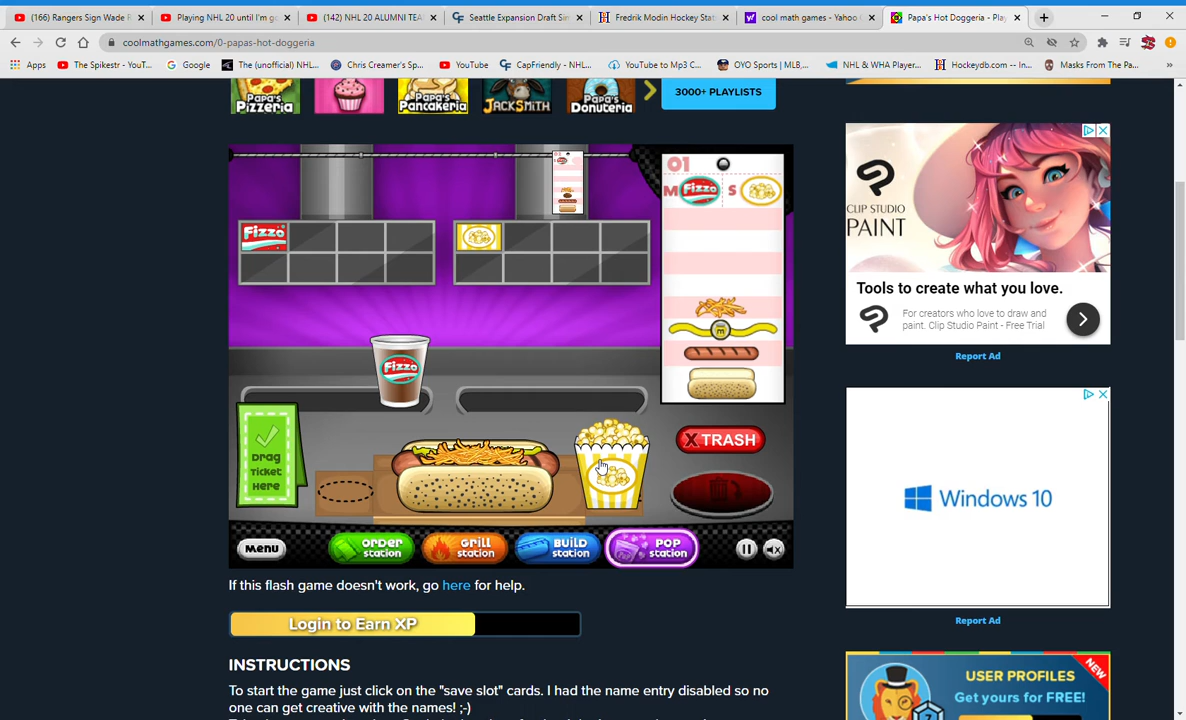 (166) Rangers Sign Wade R
Playing NHL 20 until I'm go
(142) NHL 20 ALUMNI TEA
Seattle Expansion Draft Sim
Fredrik Modin Hockey Stat
cool math games - Yahoo
Papa's Hot Doggeria - Play
coolmathgames.com/0-papas-hot-doggeria
Apps
The Spikestr - YouT...
Google
The (unofficial) NHL...
Chris Creamer's Sp...
YouTube
CapFriendly - NHL...
YouTube to Mp3 C...
OYO Sports | MLB,...
NHL & WHA Player...
Hockeydb.com -- In...
Masks From The Pa...
Papa's Pizzeria
Papa's Pancakeria
JACKSMITH
Papa's Donuteria
3000+ PLAYLISTS
01
M Fizzo S
Fizzo
Fizzo
m
X TRASH
DRAG
TICKET
HERE
menu
ORDER
station
GRILL
station
BUILD
station
POP
station
If this flash game doesn't work, go here for help.
Login to Earn XP
INSTRUCTIONS
To start the game just click on the "save slot" cards. I had the name entry disabled so no
one can get creative with the names! ;-)
CLIP STUDIO
PAINT
Tools to create what you love.
For creators who love to draw and
paint. Clip Studio Paint - Free Trial
Report Ad
Windows 10
Report Ad
NEW
USER PROFILES
Get yours for FREE!